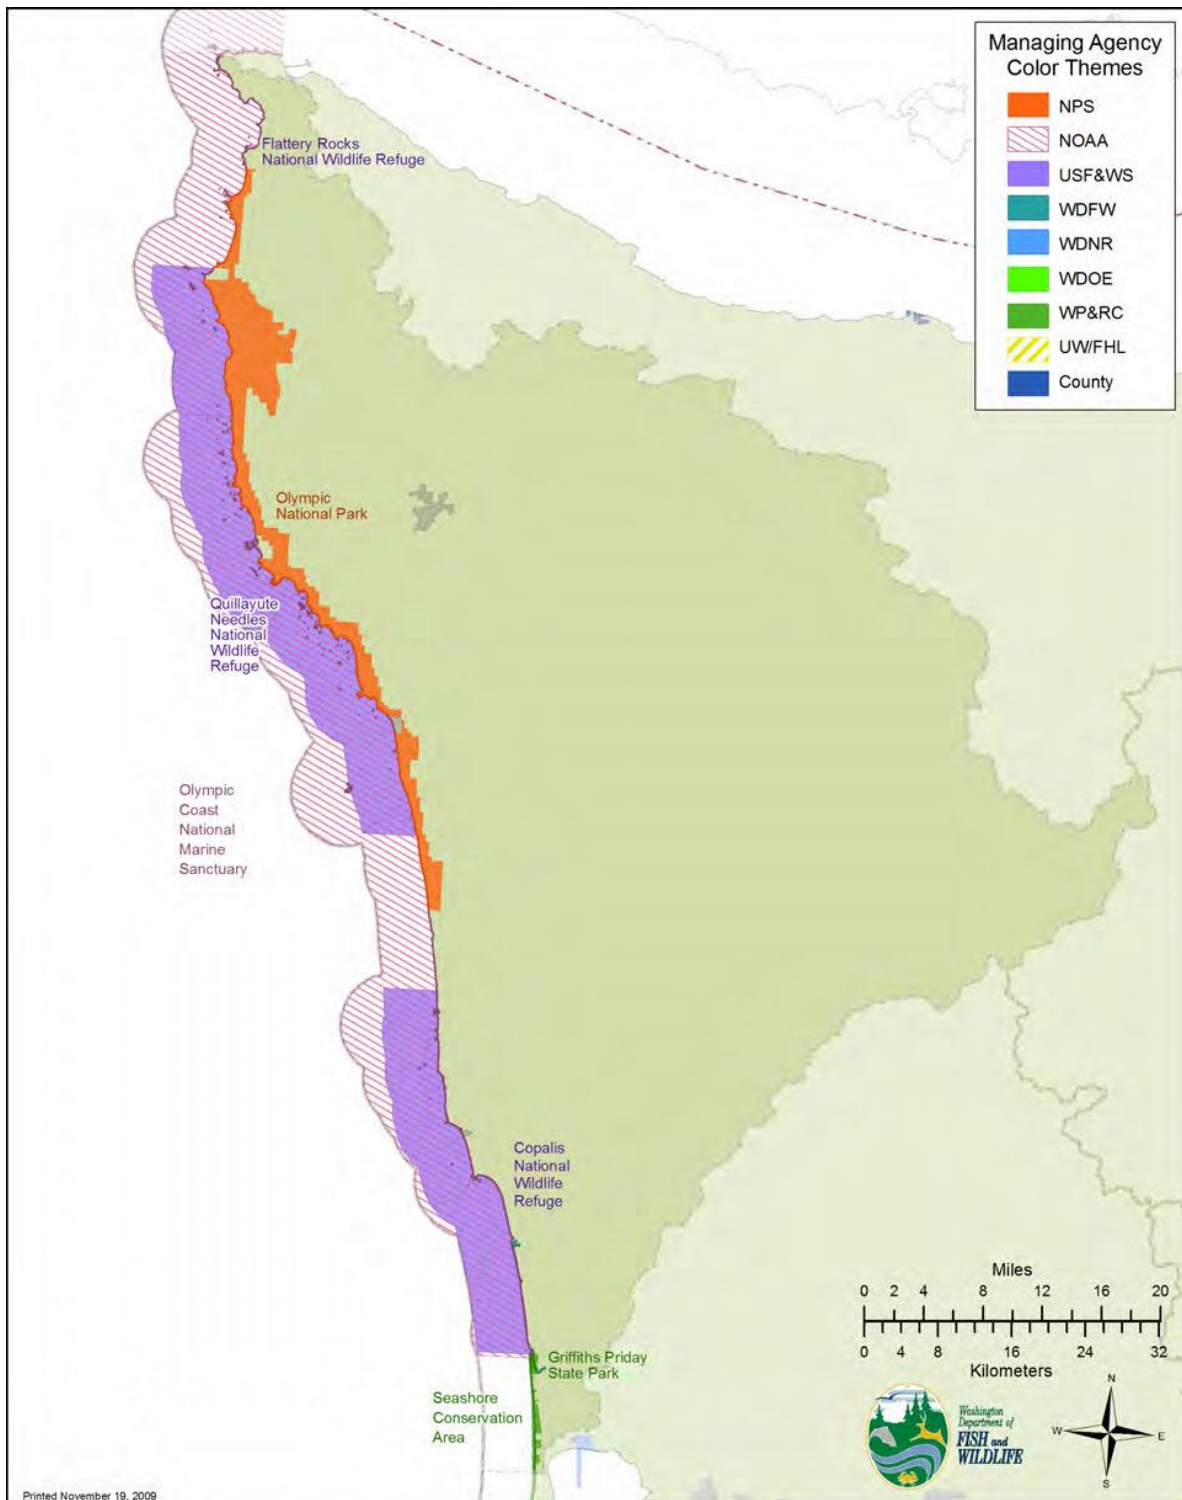 Managing Agency
Color Themes
NPS
NOAA
USF&WS
WDFW
WDNR
WDOE
WP&RC
UW/FHL
County
Flattery Rocks
National Wildlife Refuge
Olympic
National Park
Quillayute
Needles
National
Wildlife
Refuge
Olympic
Coast
National
Marine
Sanctuary
Copalis
National
Wildlife
Refuge
Griffiths Priday
State Park
Seashore
Conservation
Area
Miles
0 2 4 8 12 16 20
0 4 8 16 24 32
Kilometers
Washington
Department of
FISH and
WILDLIFE
N
W E
S
Printed November 19, 2009